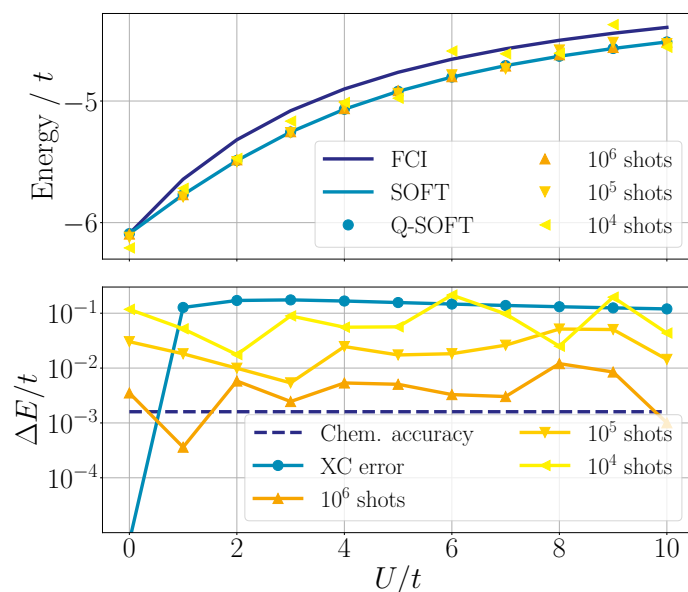 Energy / t
−5
−6
FCI
SOFT
Q-SOFT
10⁶ shots
10⁵ shots
10⁴ shots
ΔE/t
10⁻¹
10⁻²
10⁻³
10⁻⁴
Chem. accuracy
XC error
10⁶ shots
10⁵ shots
10⁴ shots
0 2 4 6 8 10
U/t